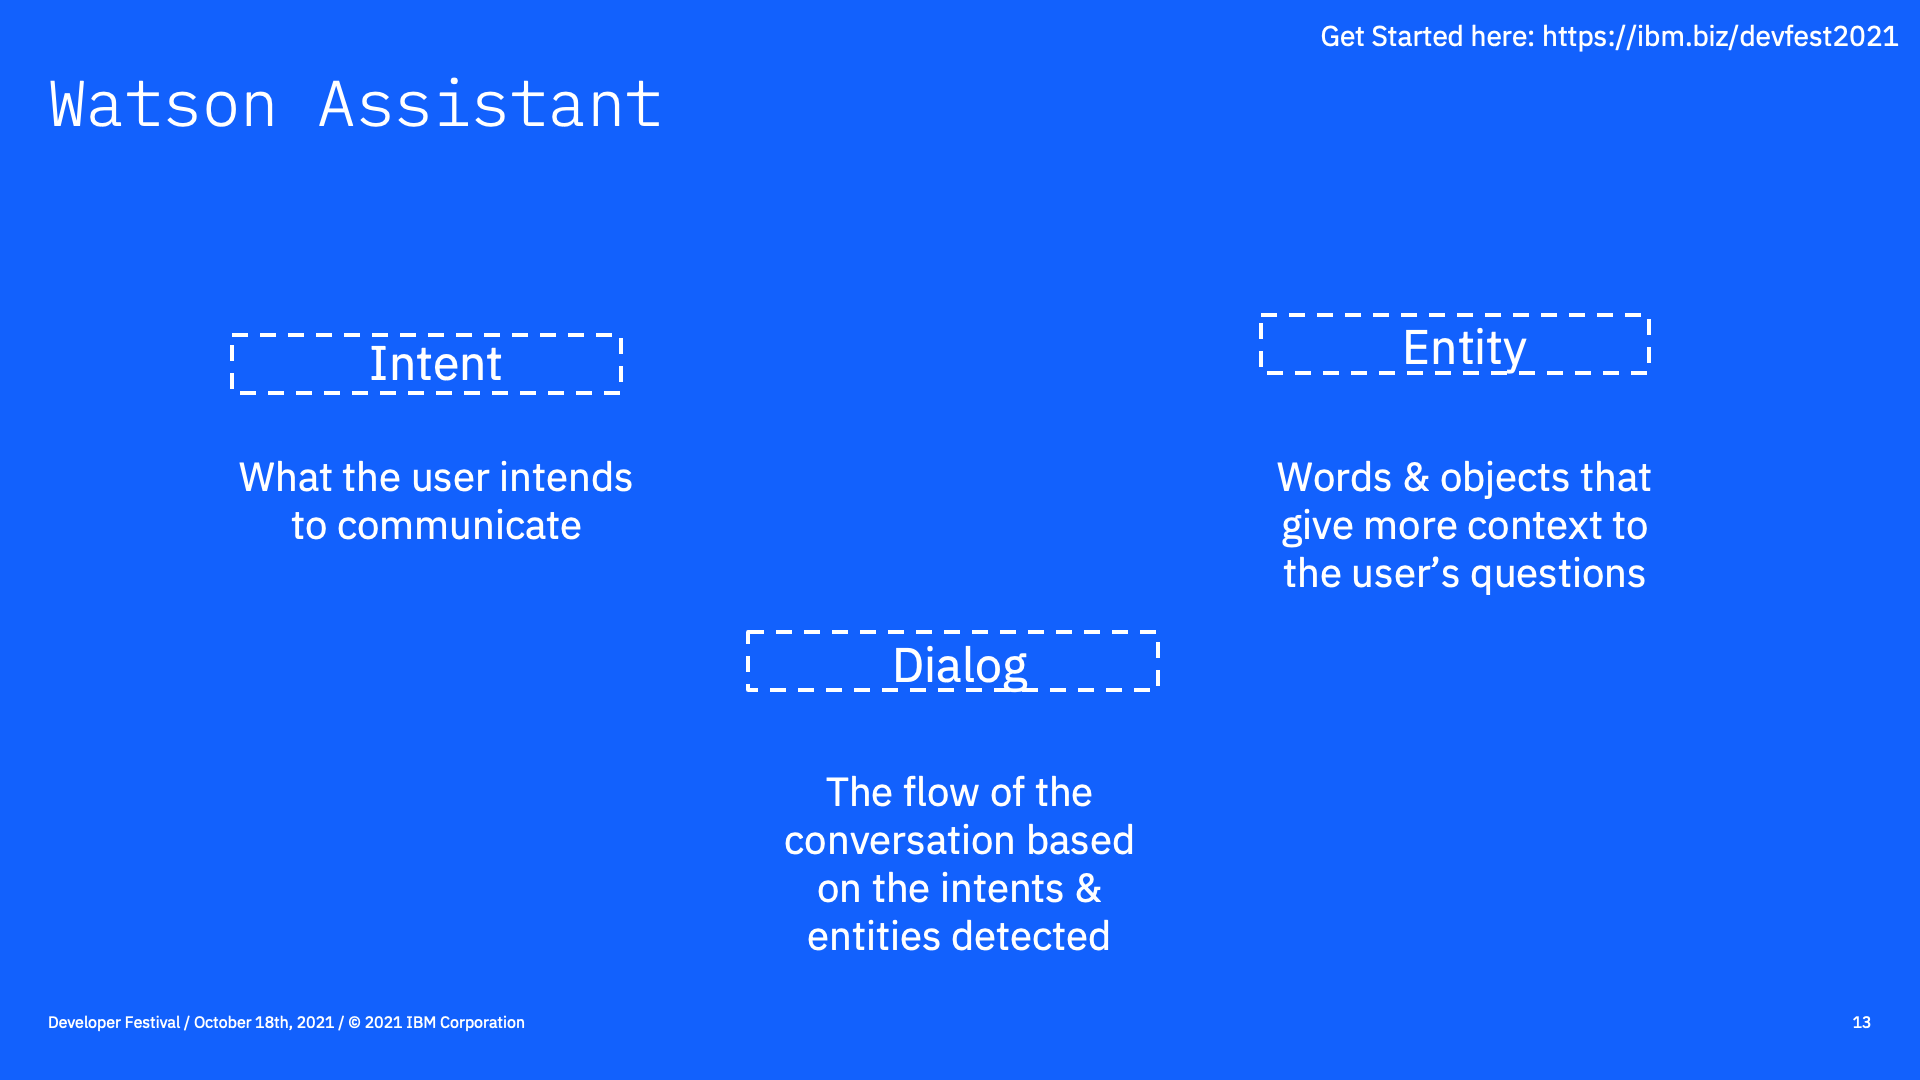 Get Started here: https://ibm.biz/devfest2021
Watson Assistant
Intent
What the user intends
to communicate
Entity
Words & objects that
give more context to
the user’s questions
Dialog
The flow of the
conversation based
on the intents &
entities detected
Developer Festival / October 18th, 2021 / © 2021 IBM Corporation
13